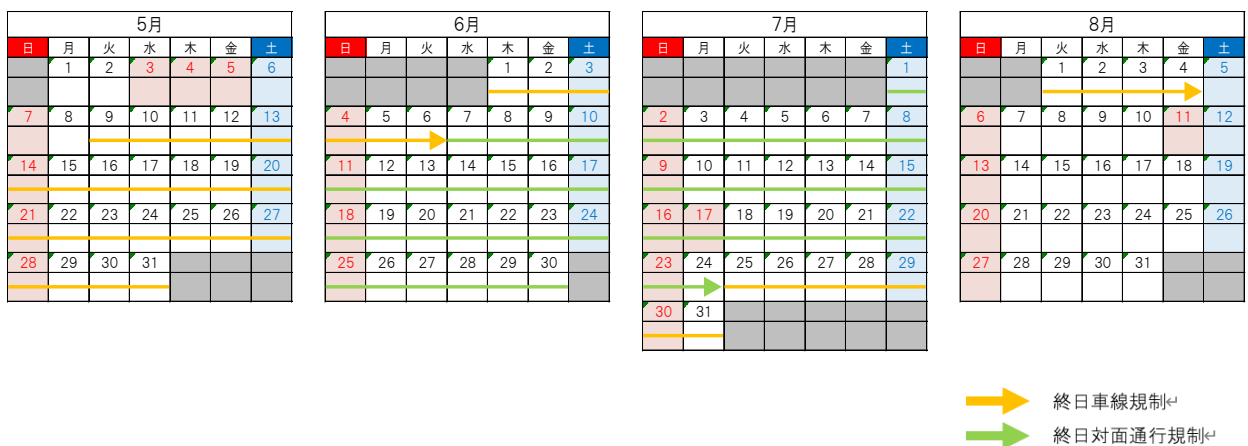 5月
日 月 火 水 木 金 土
1 2 3 4 5 6
7 8 9 10 11 12 13
14 15 16 17 18 19 20
21 22 23 24 25 26 27
28 29 30 31
6月
日 月 火 水 木 金 土
1 2 3
4 5 6 7 8 9 10
11 12 13 14 15 16 17
18 19 20 21 22 23 24
25 26 27 28 29 30
7月
日 月 火 水 木 金 土
1
2 3 4 5 6 7 8
9 10 11 12 13 14 15
16 17 18 19 20 21 22
23 24 25 26 27 28 29
30 31
8月
日 月 火 水 木 金 土
1 2 3 4 5
6 7 8 9 10 11 12
13 14 15 16 17 18 19
20 21 22 23 24 25 26
27 28 29 30 31
終日車線規制↵
終日対面通行規制↵